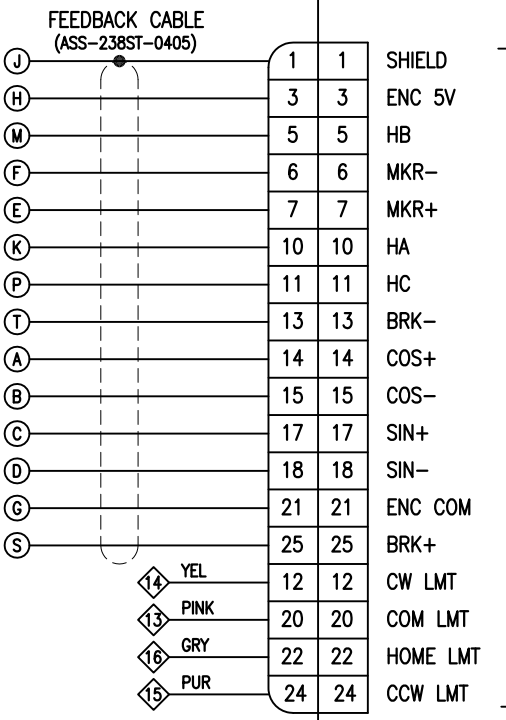 FEEDBACK CABLE
(ASS-238ST-0405)
J 1 1 SHIELD
H 3 3 ENC 5V
M 5 5 HB
F 6 6 MKR-
E 7 7 MKR+
K 10 10 HA
P 11 11 HC
T 13 13 BRK-
A 14 14 COS+
B 15 15 COS-
C 17 17 SIN+
D 18 18 SIN-
G 21 21 ENC COM
S 25 25 BRK+
14 YEL 12 12 CW LMT
13 PINK 20 20 COM LMT
16 GRY 22 22 HOME LMT
15 PUR 24 24 CCW LMT